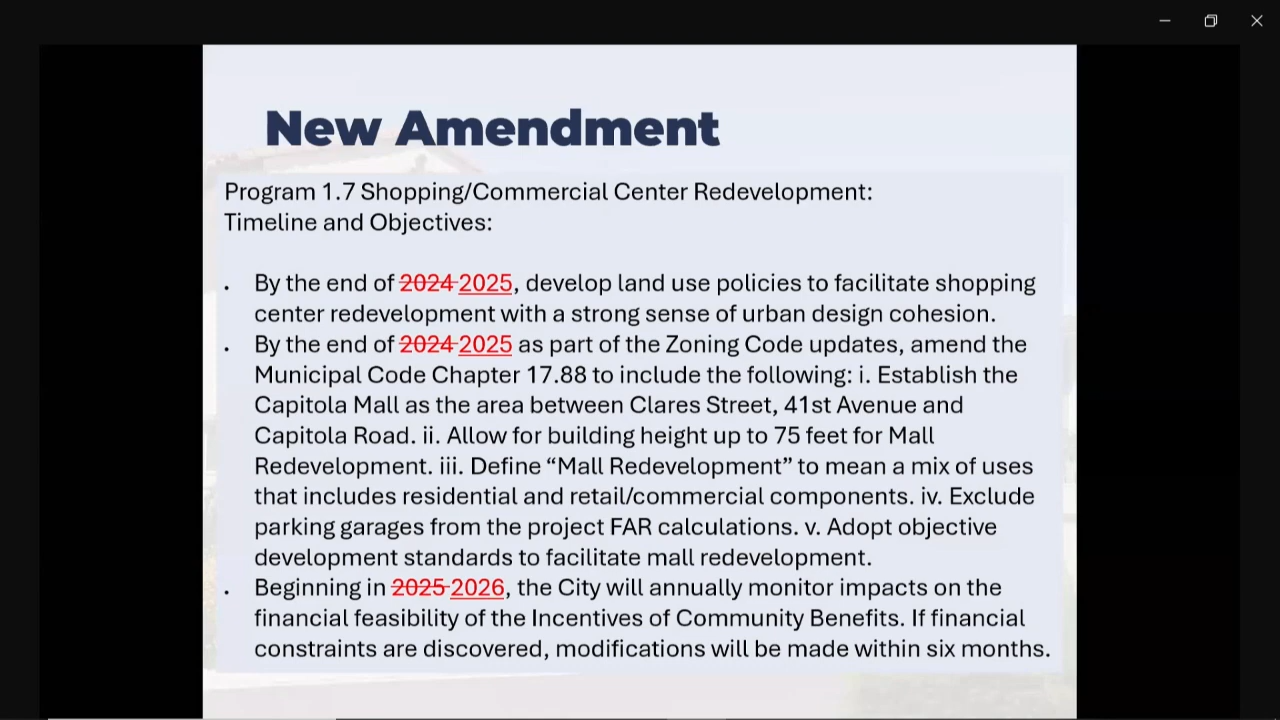 New Amendment
Program 1.7 Shopping/Commercial Center Redevelopment:
Timeline and Objectives:
• By the end of 2024 2025, develop land use policies to facilitate shopping
center redevelopment with a strong sense of urban design cohesion.
• By the end of 2024 2025 as part of the Zoning Code updates, amend the
Municipal Code Chapter 17.88 to include the following: i. Establish the
Capitola Mall as the area between Clares Street, 41st Avenue and
Capitola Road. ii. Allow for building height up to 75 feet for Mall
Redevelopment. iii. Define “Mall Redevelopment” to mean a mix of uses
that includes residential and retail/commercial components. iv. Exclude
parking garages from the project FAR calculations. v. Adopt objective
development standards to facilitate mall redevelopment.
• Beginning in 2025 2026, the City will annually monitor impacts on the
financial feasibility of the Incentives of Community Benefits. If financial
constraints are discovered, modifications will be made within six months.